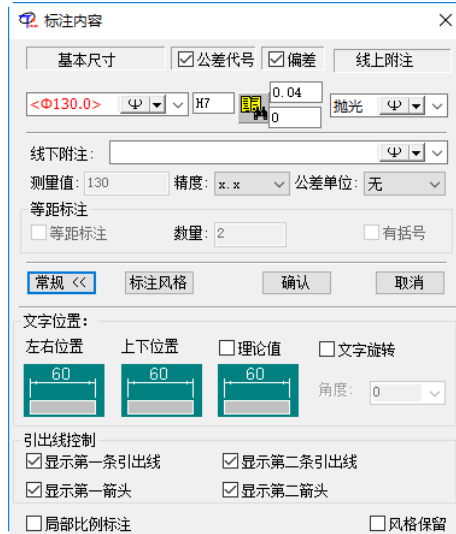 标注内容
基本尺寸 公差代号 偏差 线上附注
<Φ130.0> Ψ H7 0.04 抛光 Ψ
0
线下附注: Ψ
测量值: 130 精度: x.x 公差单位: 无
等距标注
等距标注 数量: 2 有括号
常规 << 标注风格 确认 取消
文字位置:
左右位置 上下位置 理论值 文字旋转
60 60 60 角度: 0
引出线控制
显示第一条引出线 显示第二条引出线
显示第一箭头 显示第二箭头
局部比例标注 风格保留